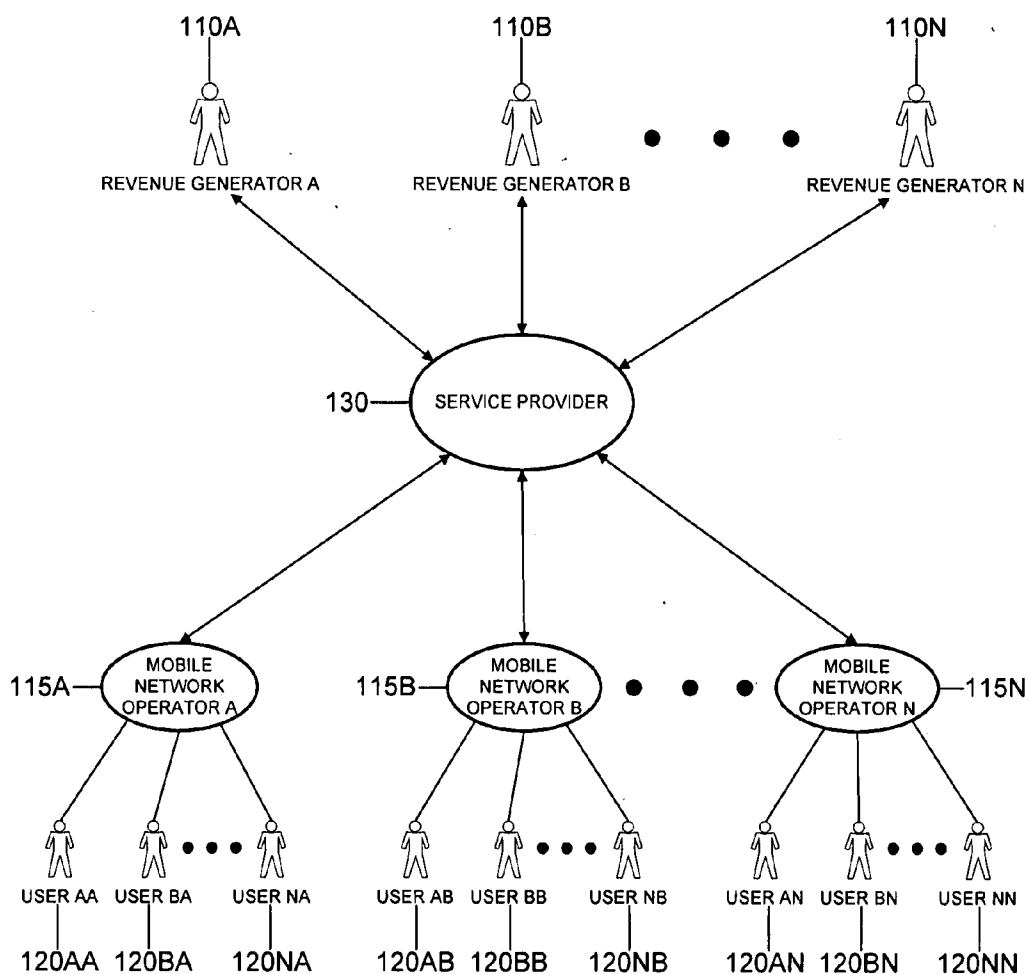 110A 110B 110N
REVENUE GENERATOR A REVENUE GENERATOR B REVENUE GENERATOR N
130 SERVICE PROVIDER
115A MOBILE NETWORK OPERATOR A
115B MOBILE NETWORK OPERATOR B
MOBILE NETWORK OPERATOR N 115N
USER AA USER BA USER NA USER AB USER BB USER NB USER AN USER BN USER NN
120AA 120BA 120NA 120AB 120BB 120NB 120AN 120BN 120NN